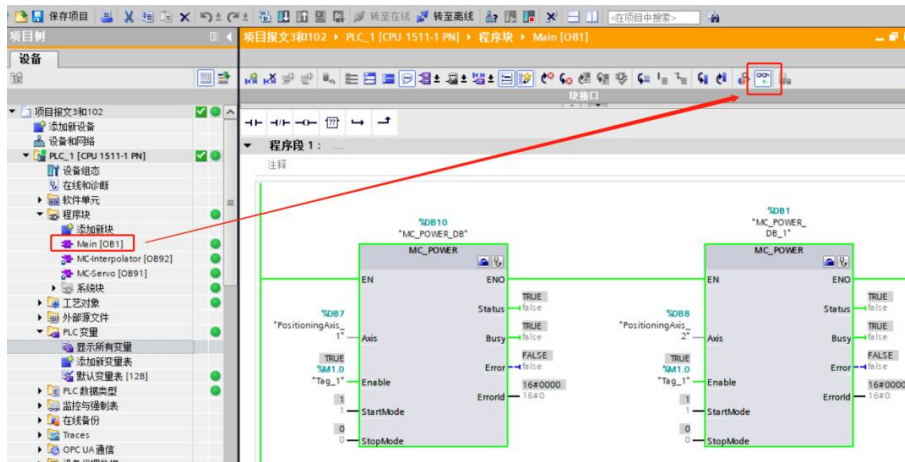 保存项目
转至在线
转至离线
<在项目中搜索>
项目树
项目报文3和102 ▸ PLC_1 [CPU 1511-1 PN] ▸ 程序块 ▸ Main [OB1]
设备
块接口
项目报文3和102
添加新设备
设备和网络
PLC_1 [CPU 1511-1 PN]
设备组态
在线和诊断
软件单元
程序块
添加新块
Main [OB1]
MC-Interpolator [OB92]
MC-Servo [OB91]
系统块
工艺对象
外部源文件
PLC 变量
显示所有变量
添加新变量表
默认变量表 [128]
PLC 数据类型
监控与强制表
在线备份
Traces
OPC UA 通信
程序段 1：
注释
%DB10
"MC_POWER_DB"
MC_POWER
EN
ENO
TRUE
Status
false
%DB7
"PositioningAxis_
1"
Axis
TRUE
Busy
false
TRUE
%M1.0
"Tag_1"
Enable
FALSE
Error
false
16#0000
ErrorId
16#0
1
1
StartMode
0
0
StopMode
%DB1
"MC_POWER_
DB_1"
MC_POWER
EN
ENO
TRUE
Status
false
%DB8
"PositioningAxis_
2"
Axis
TRUE
Busy
false
TRUE
%M1.0
"Tag_1"
Enable
FALSE
Error
false
16#0000
ErrorId
16#0
1
1
StartMode
0
0
StopMode